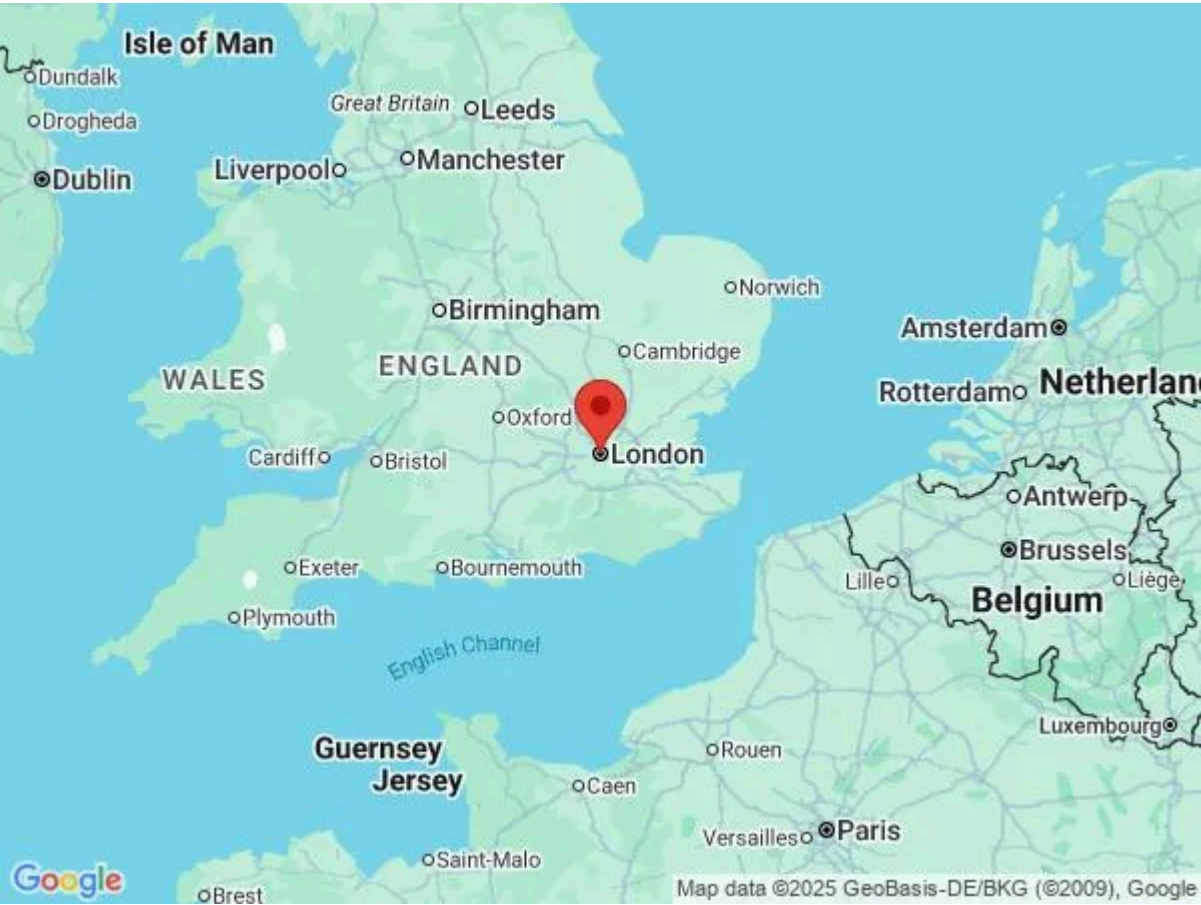 Isle of Man
Dundalk
Great Britain
Leeds
Drogheda
Manchester
Liverpool
Dublin
Norwich
Birmingham
Amsterdam
Cambridge
ENGLAND
WALES
Rotterdam
Netherlan
Oxford
London
Cardiff
Bristol
Antwerp
Brussels
Exeter
Bournemouth
Lille
Liège
Belgium
Plymouth
English Channel
Luxembourg
Guernsey
Jersey
Rouen
Caen
Paris
Versailles
Saint-Malo
Google
Brest
Map data ©2025 GeoBasis-DE/BKG (©2009), Google